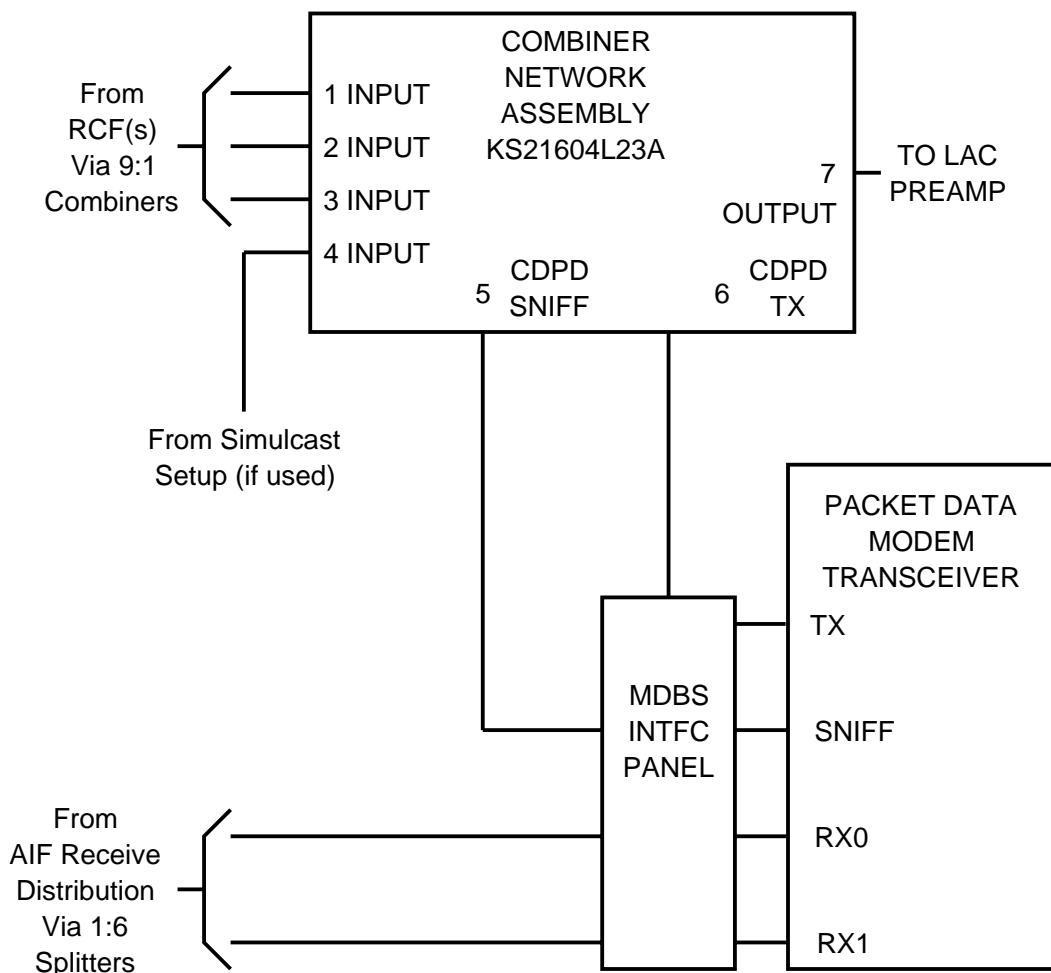 COMBINER
NETWORK
ASSEMBLY
KS21604L23A
From
RCF(s)
Via 9:1
Combiners
1 INPUT
2 INPUT
3 INPUT
4 INPUT
7
OUTPUT
TO LAC
PREAMP
5
CDPD
SNIFF
6
CDPD
TX
From Simulcast
Setup (if used)
PACKET DATA
MODEM
TRANSCEIVER
TX
SNIFF
RX0
RX1
MDBS
INTFC
PANEL
From
AIF Receive
Distribution
Via 1:6
Splitters